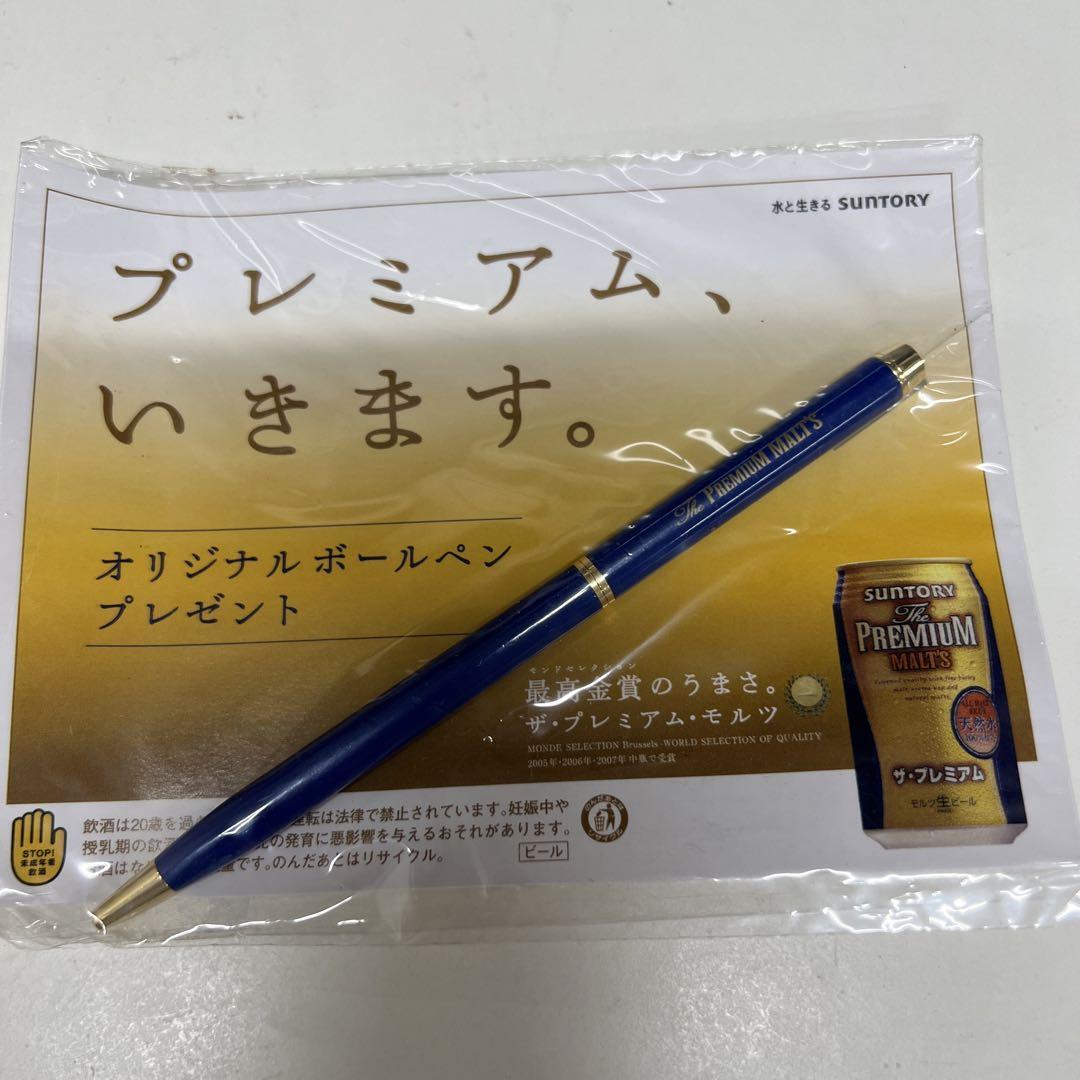 水と生きる SUNTORY
プレミアム、
いきます。
オリジナルボールペン
プレゼント
The PREMIUM MALT'S
モンドセレクション
最高金賞のうまさ。
ザ・プレミアム・モルツ
MONDE SELECTION Brussels-WORLD SELECTION OF QUALITY
2005年・2006年・2007年 中瓶で受賞
SUNTORY
The
PREMIUM
MALT'S
天然水
ザ・プレミアム
モルツ 生ビール
STOP!
未成年者
飲酒
飲酒は20歳を過 転は法律で禁止されています。妊娠中や
授乳期の飲 の発育に悪影響を与えるおそれがあります。
酒はな です。のんだあとはリサイクル。
ビール